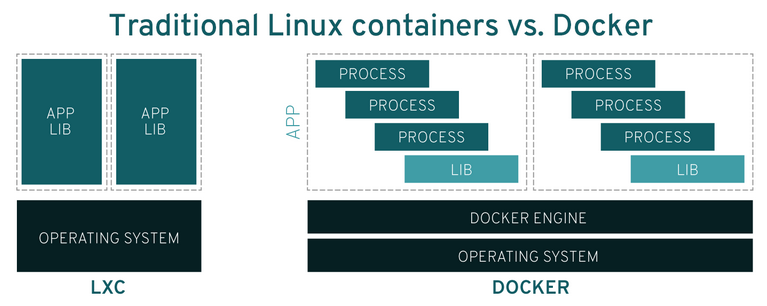 Traditional Linux containers vs. Docker
APP
LIB
APP
LIB
OPERATING SYSTEM
LXC
APP
PROCESS
PROCESS
PROCESS
LIB
PROCESS
PROCESS
PROCESS
LIB
DOCKER ENGINE
OPERATING SYSTEM
DOCKER